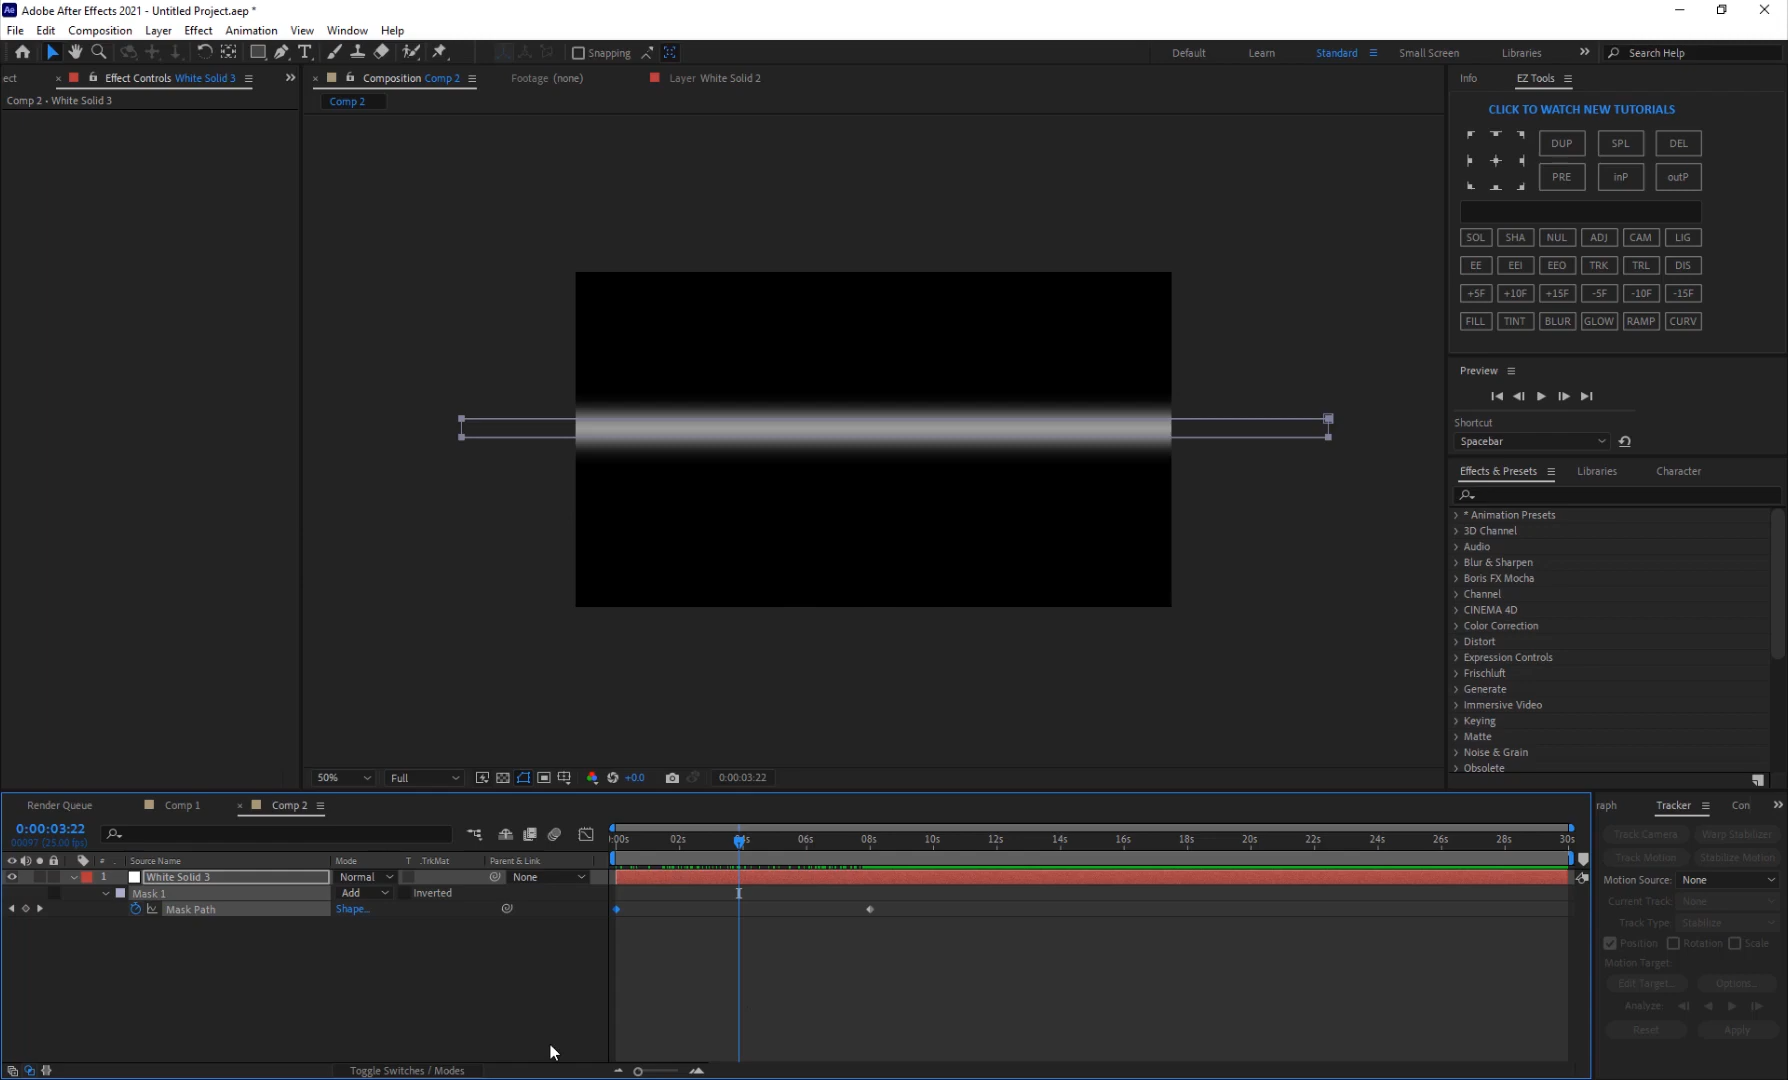 Adobe After Effects 2021 - Untitled Project.aep *
File Edit Composition Layer Effect Animation View Window Help
Snapping
Default Learn Standard Small Screen Libraries Search Help
ect Effect Controls White Solid 3
Composition Comp 2 Footage (none) Layer White Solid 2
Info EZ Tools
Comp 2 • White Solid 3
Comp 2
CLICK TO WATCH NEW TUTORIALS
DUP SPL DEL
PRE inP outP
SOL SHA NUL ADJ CAM LIG
EE EEI EEO TRK TRL DIS
+5F +10F +15F -5F -10F -15F
FILL TINT BLUR GLOW RAMP CURV
Preview
Shortcut
Spacebar
Effects & Presets Libraries Character
* Animation Presets
3D Channel
Audio
Blur & Sharpen
Boris FX Mocha
Channel
CINEMA 4D
Color Correction
Distort
Expression Controls
Frischluft
Generate
Immersive Video
Keying
Matte
Noise & Grain
Obsolete
50% Full +0.0 0:00:03:22
Render Queue Comp 1 Comp 2
0:00:03:22
00097 (25.00 fps)
:00s 02s 04s 06s 08s 10s 12s 14s 16s 18s 20s 22s 24s 26s 28s 30s
# Source Name Mode T .TrkMat Parent & Link
1 White Solid 3 Normal None
Mask 1 Add Inverted
Mask Path Shape...
Toggle Switches / Modes
raph Tracker Con
Track Camera Warp Stabilizer
Track Motion Stabilize Motion
Motion Source: None
Current Track: None
Track Type: Stabilize
Position Rotation Scale
Motion Target:
Edit Target... Options...
Analyze:
Reset Apply